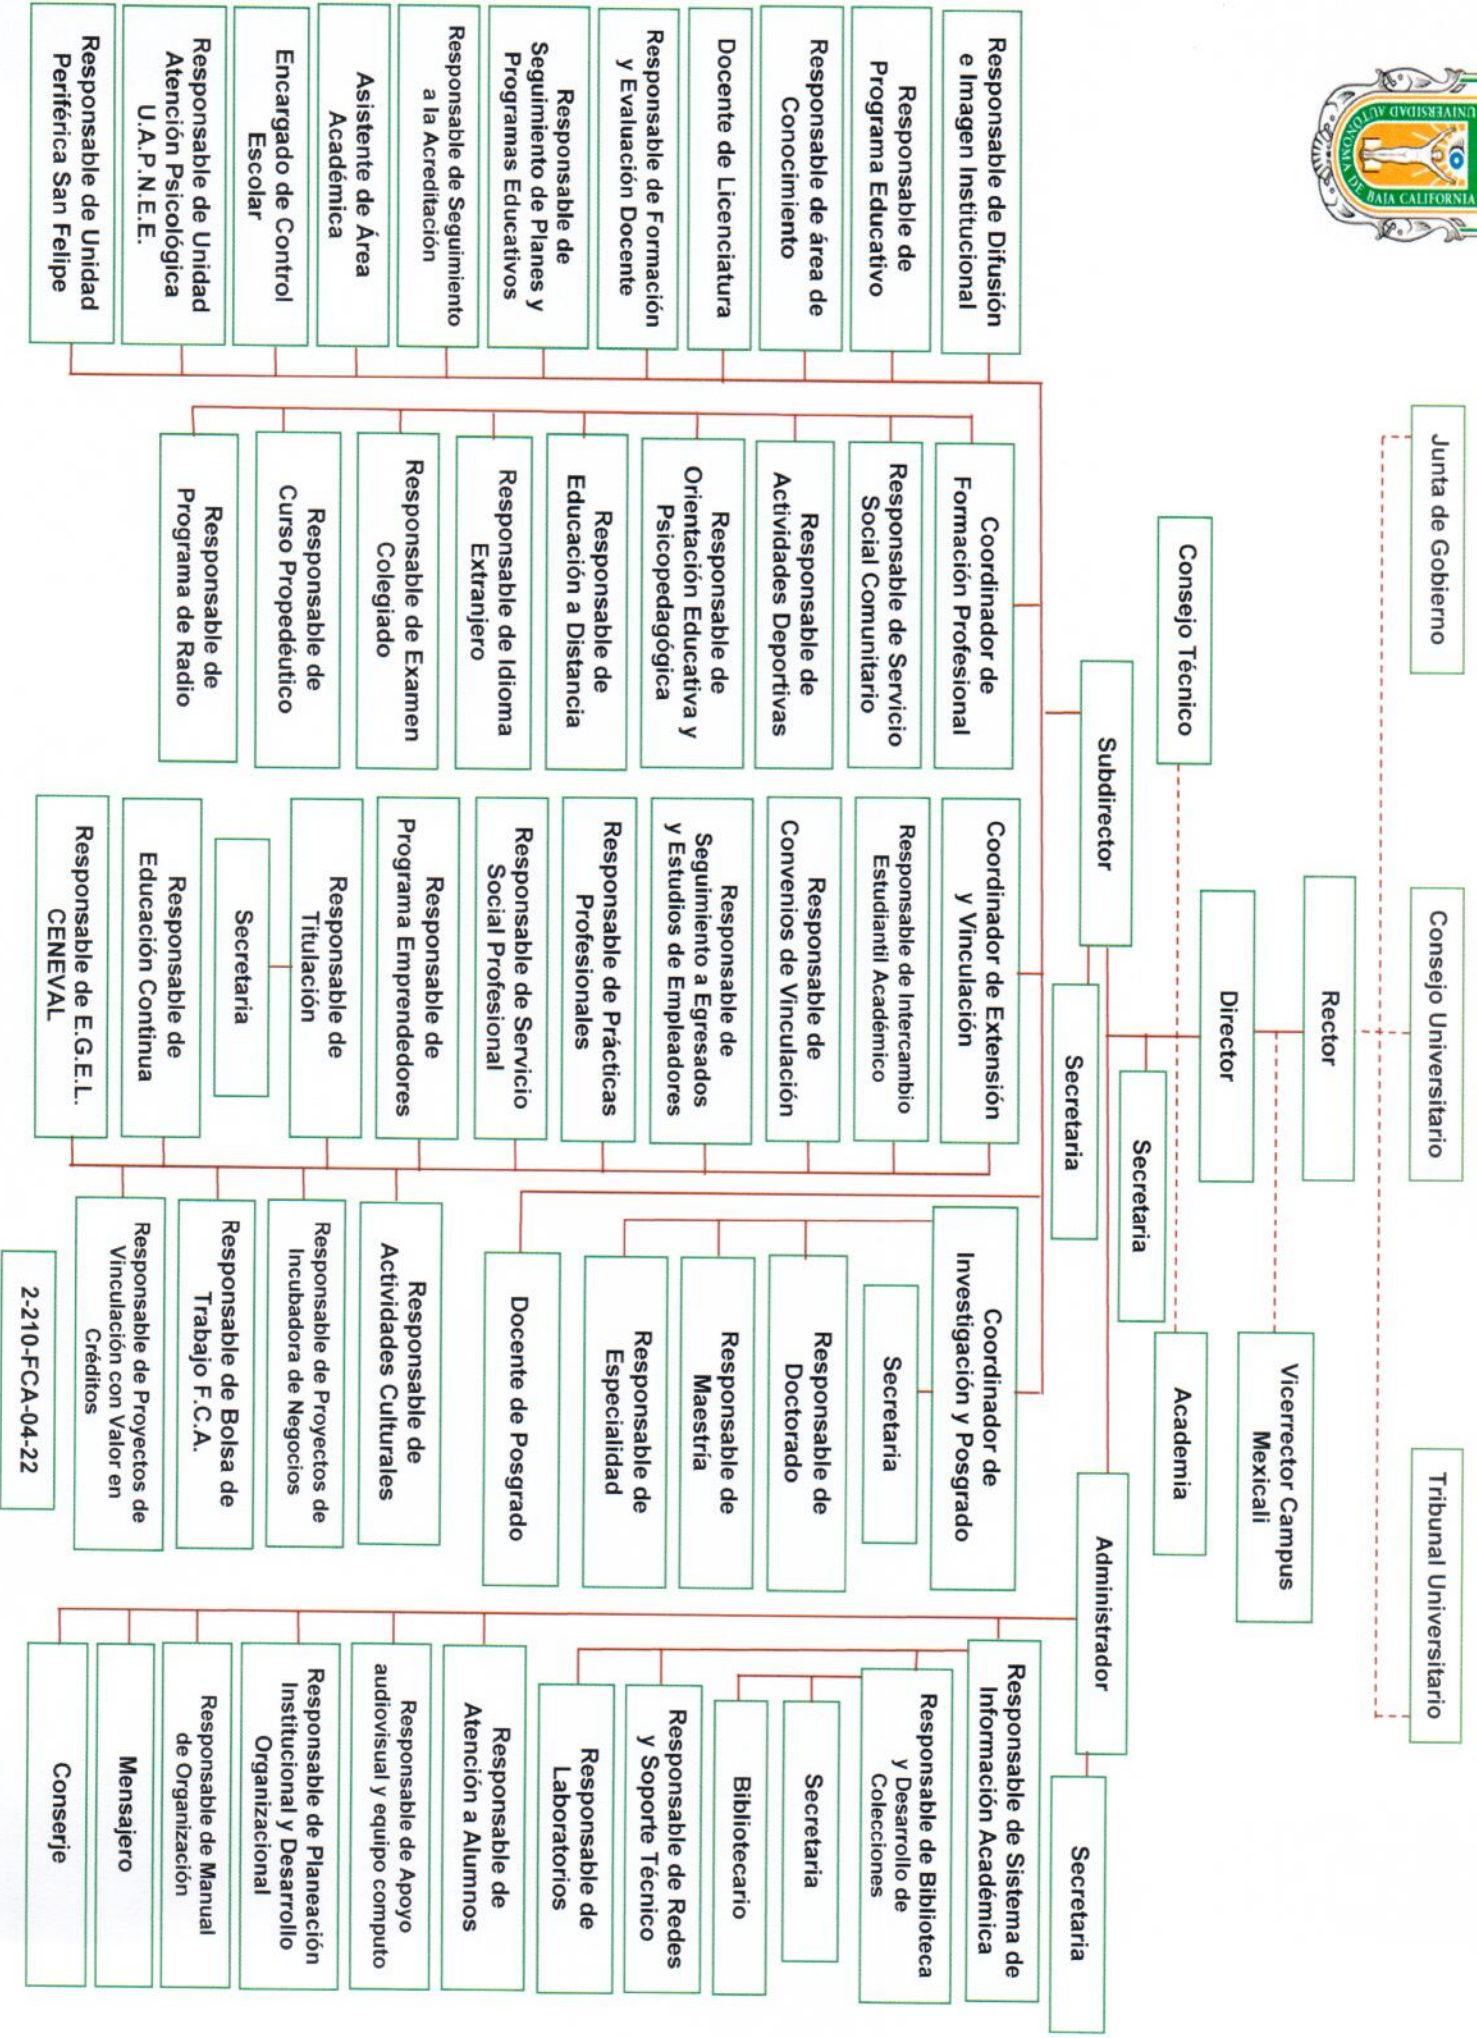 UNIVERSIDAD AUTÓNOMA DE BAJA CALIFORNIA
Junta de Gobierno
Consejo Universitario
Tribunal Universitario
Rector
Vicerrector Campus
Mexicali
Director
Consejo Técnico
Academia
Secretaria
Subdirector
Secretaria
Administrador
Secretaria
Responsable de Difusión
e Imagen Institucional
Responsable de
Programa Educativo
Responsable de área de
Conocimiento
Docente de Licenciatura
Responsable de Formación
y Evaluación Docente
Responsable de
Seguimiento de Planes y
Programas Educativos
Responsable de Seguimiento
a la Acreditación
Asistente de Área
Académica
Encargado de Control
Escolar
Responsable de Unidad
Atención Psicológica
U.A.P.N.E.E.
Responsable de Unidad
Periférica San Felipe
Coordinador de
Formación Profesional
Responsable de Servicio
Social Comunitario
Responsable de
Actividades Deportivas
Responsable de
Orientación Educativa y
Psicopedagógica
Responsable de
Educación a Distancia
Responsable de Idioma
Extranjero
Responsable de Examen
Colegiado
Responsable de
Curso Propedéutico
Responsable de
Programa de Radio
Coordinador de Extensión
y Vinculación
Responsable de Intercambio
Estudiantil Académico
Responsable de
Convenios de Vinculación
Responsable de
Seguimiento a Egresados
y Estudios de Empleadores
Responsable de Prácticas
Profesionales
Responsable de Servicio
Social Profesional
Responsable de
Programa Emprendedores
Responsable de
Titulación
Secretaria
Responsable de
Educación Continua
Responsable de E.G.E.L.
CENEVAL
Coordinador de
Investigación y Posgrado
Secretaria
Responsable de
Doctorado
Responsable de
Maestría
Responsable de
Especialidad
Docente de Posgrado
Responsable de
Actividades Culturales
Responsable de Proyectos de
Incubadora de Negocios
Responsable de Bolsa de
Trabajo F.C.A.
Responsable de Proyectos de
Vinculación con Valor en
Créditos
Responsable de Sistema de
Información Académica
Responsable de Biblioteca
y Desarrollo de
Colecciones
Secretaria
Bibliotecario
Responsable de Redes
y Soporte Técnico
Responsable de
Laboratorios
Responsable de
Atención a Alumnos
Responsable de Apoyo
audiovisual y equipo computo
Responsable de Planeación
Institucional y Desarrollo
Organizacional
Responsable de Manual
de Organización
Mensajero
Conserje
2-210-FCA-04-22